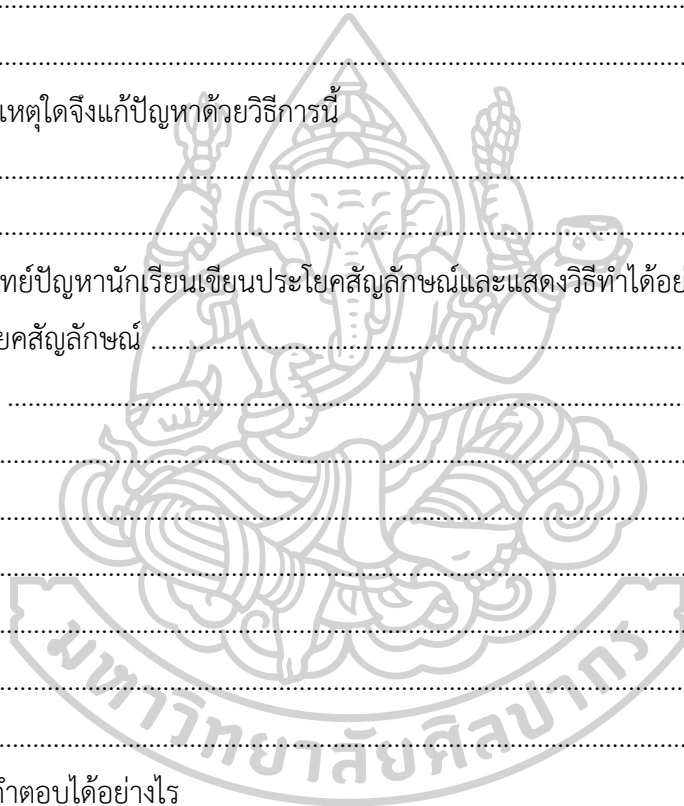 ................................................................................
................................................................................
เหตุใดจึงแก้ปัญหาด้วยวิธีการนี้
................................................................................
................................................................................
ทย์ปัญหานักเรียนเขียนประโยคสัญลักษณ์และแสดงวิธีทำได้อย่
ยคสัญลักษณ์ ................................................................
................................................................................
................................................................................
................................................................................
................................................................................
................................................................................
................................................................................
................................................................................
มหาวิทยาลัยศิลปากร
คำตอบได้อย่างไร